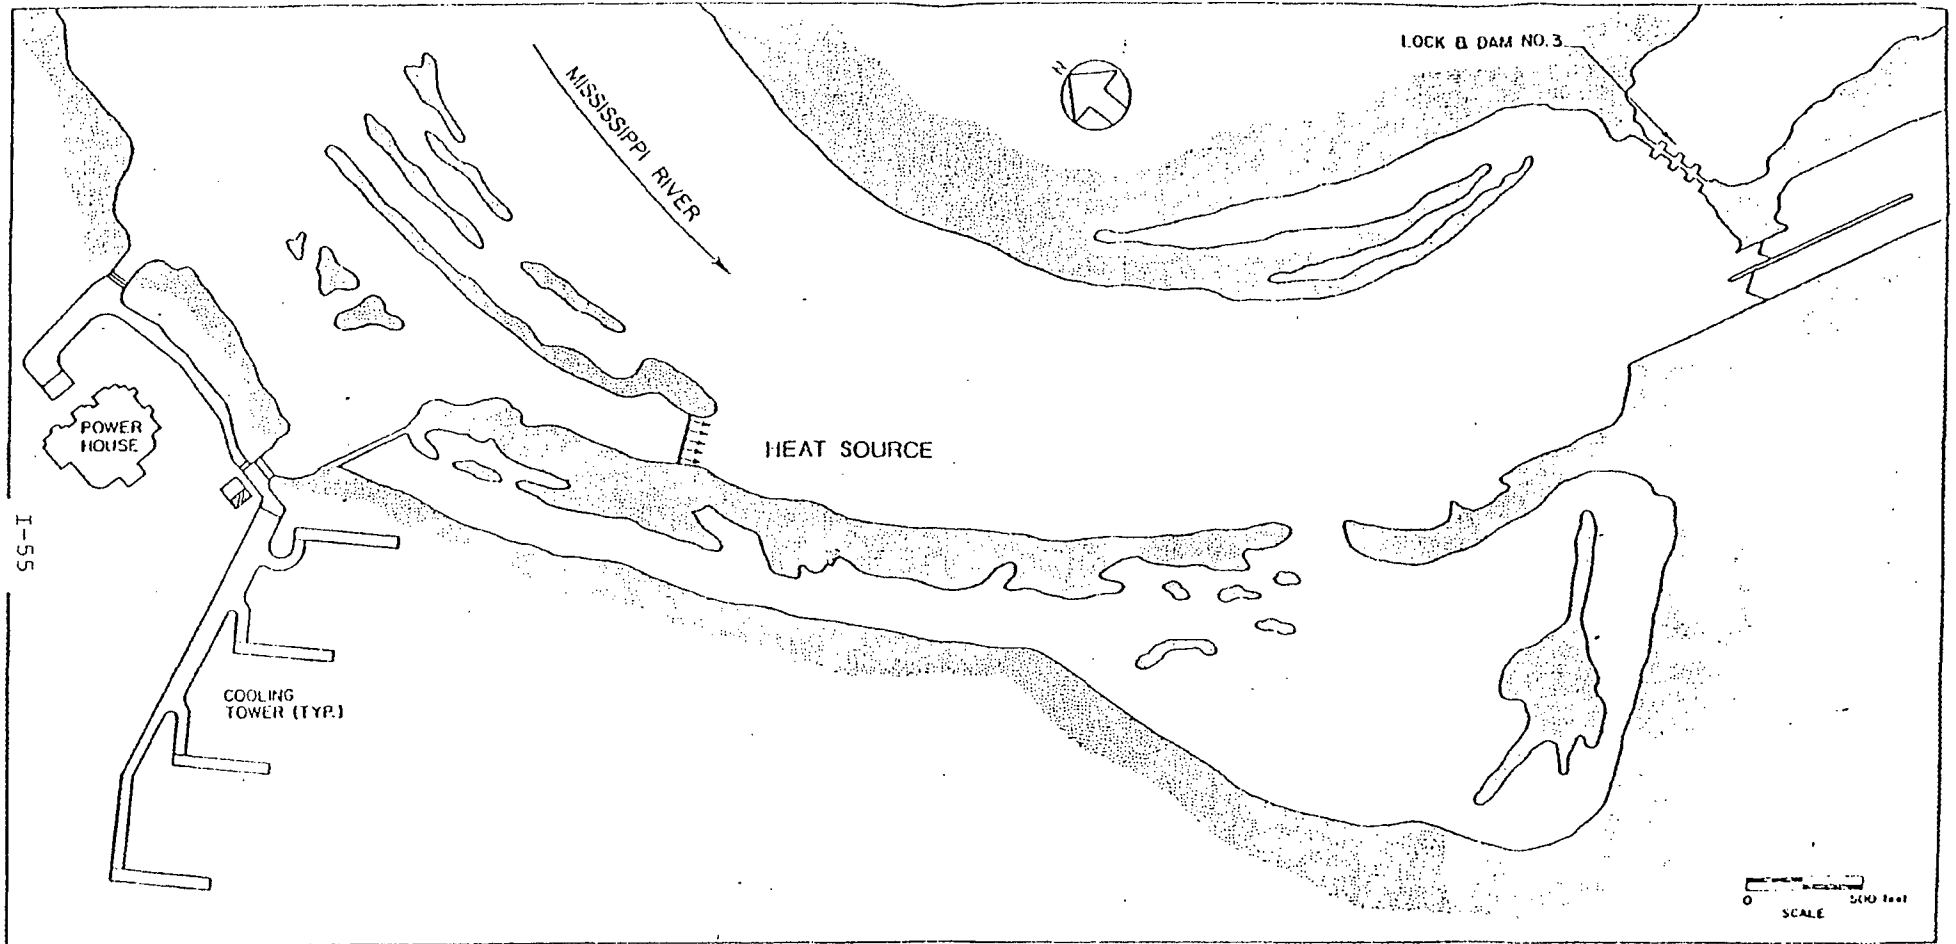 LOCK & DAM NO.3
N
MISSISSIPPI RIVER
POWER
HOUSE
HEAT SOURCE
I-55
COOLING
TOWER (TYP.)
0 500 feet
SCALE